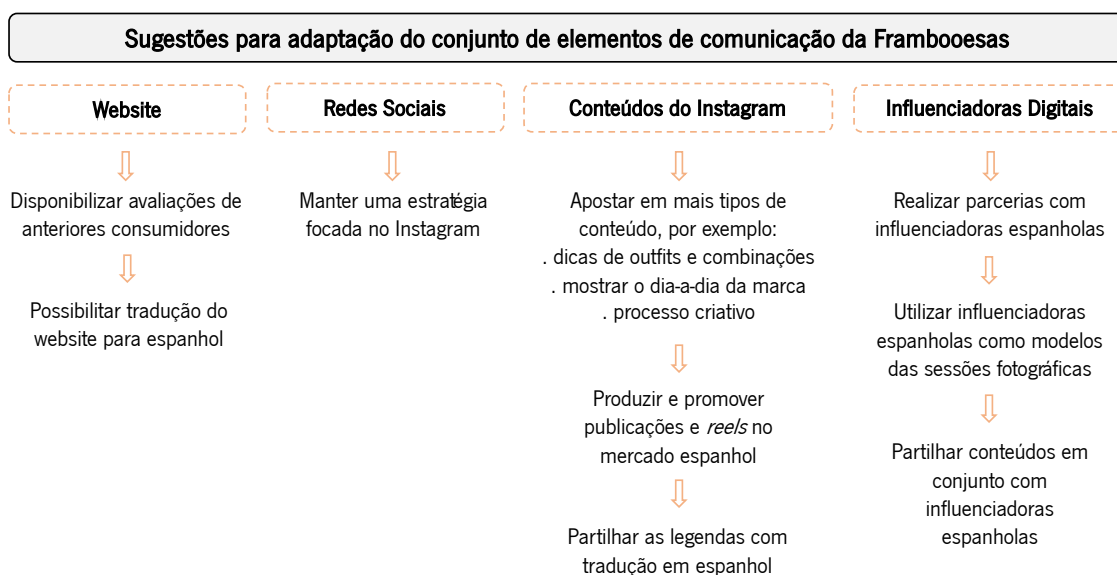 Sugestões para adaptação do conjunto de elementos de comunicação da Frambooesas
Website
Disponibilizar avaliações de
anteriores consumidores
Possibilitar tradução do
website para espanhol
Redes Sociais
Manter uma estratégia
focada no Instagram
Conteúdos do Instagram
Apostar em mais tipos de
conteúdo, por exemplo:
. dicas de outfits e combinações
. mostrar o dia-a-dia da marca
. processo criativo
Produzir e promover
publicações e reels no
mercado espanhol
Partilhar as legendas com
tradução em espanhol
Influenciadoras Digitais
Realizar parcerias com
influenciadoras espanholas
Utilizar influenciadoras
espanholas como modelos
das sessões fotográficas
Partilhar conteúdos em
conjunto com
influenciadoras
espanholas